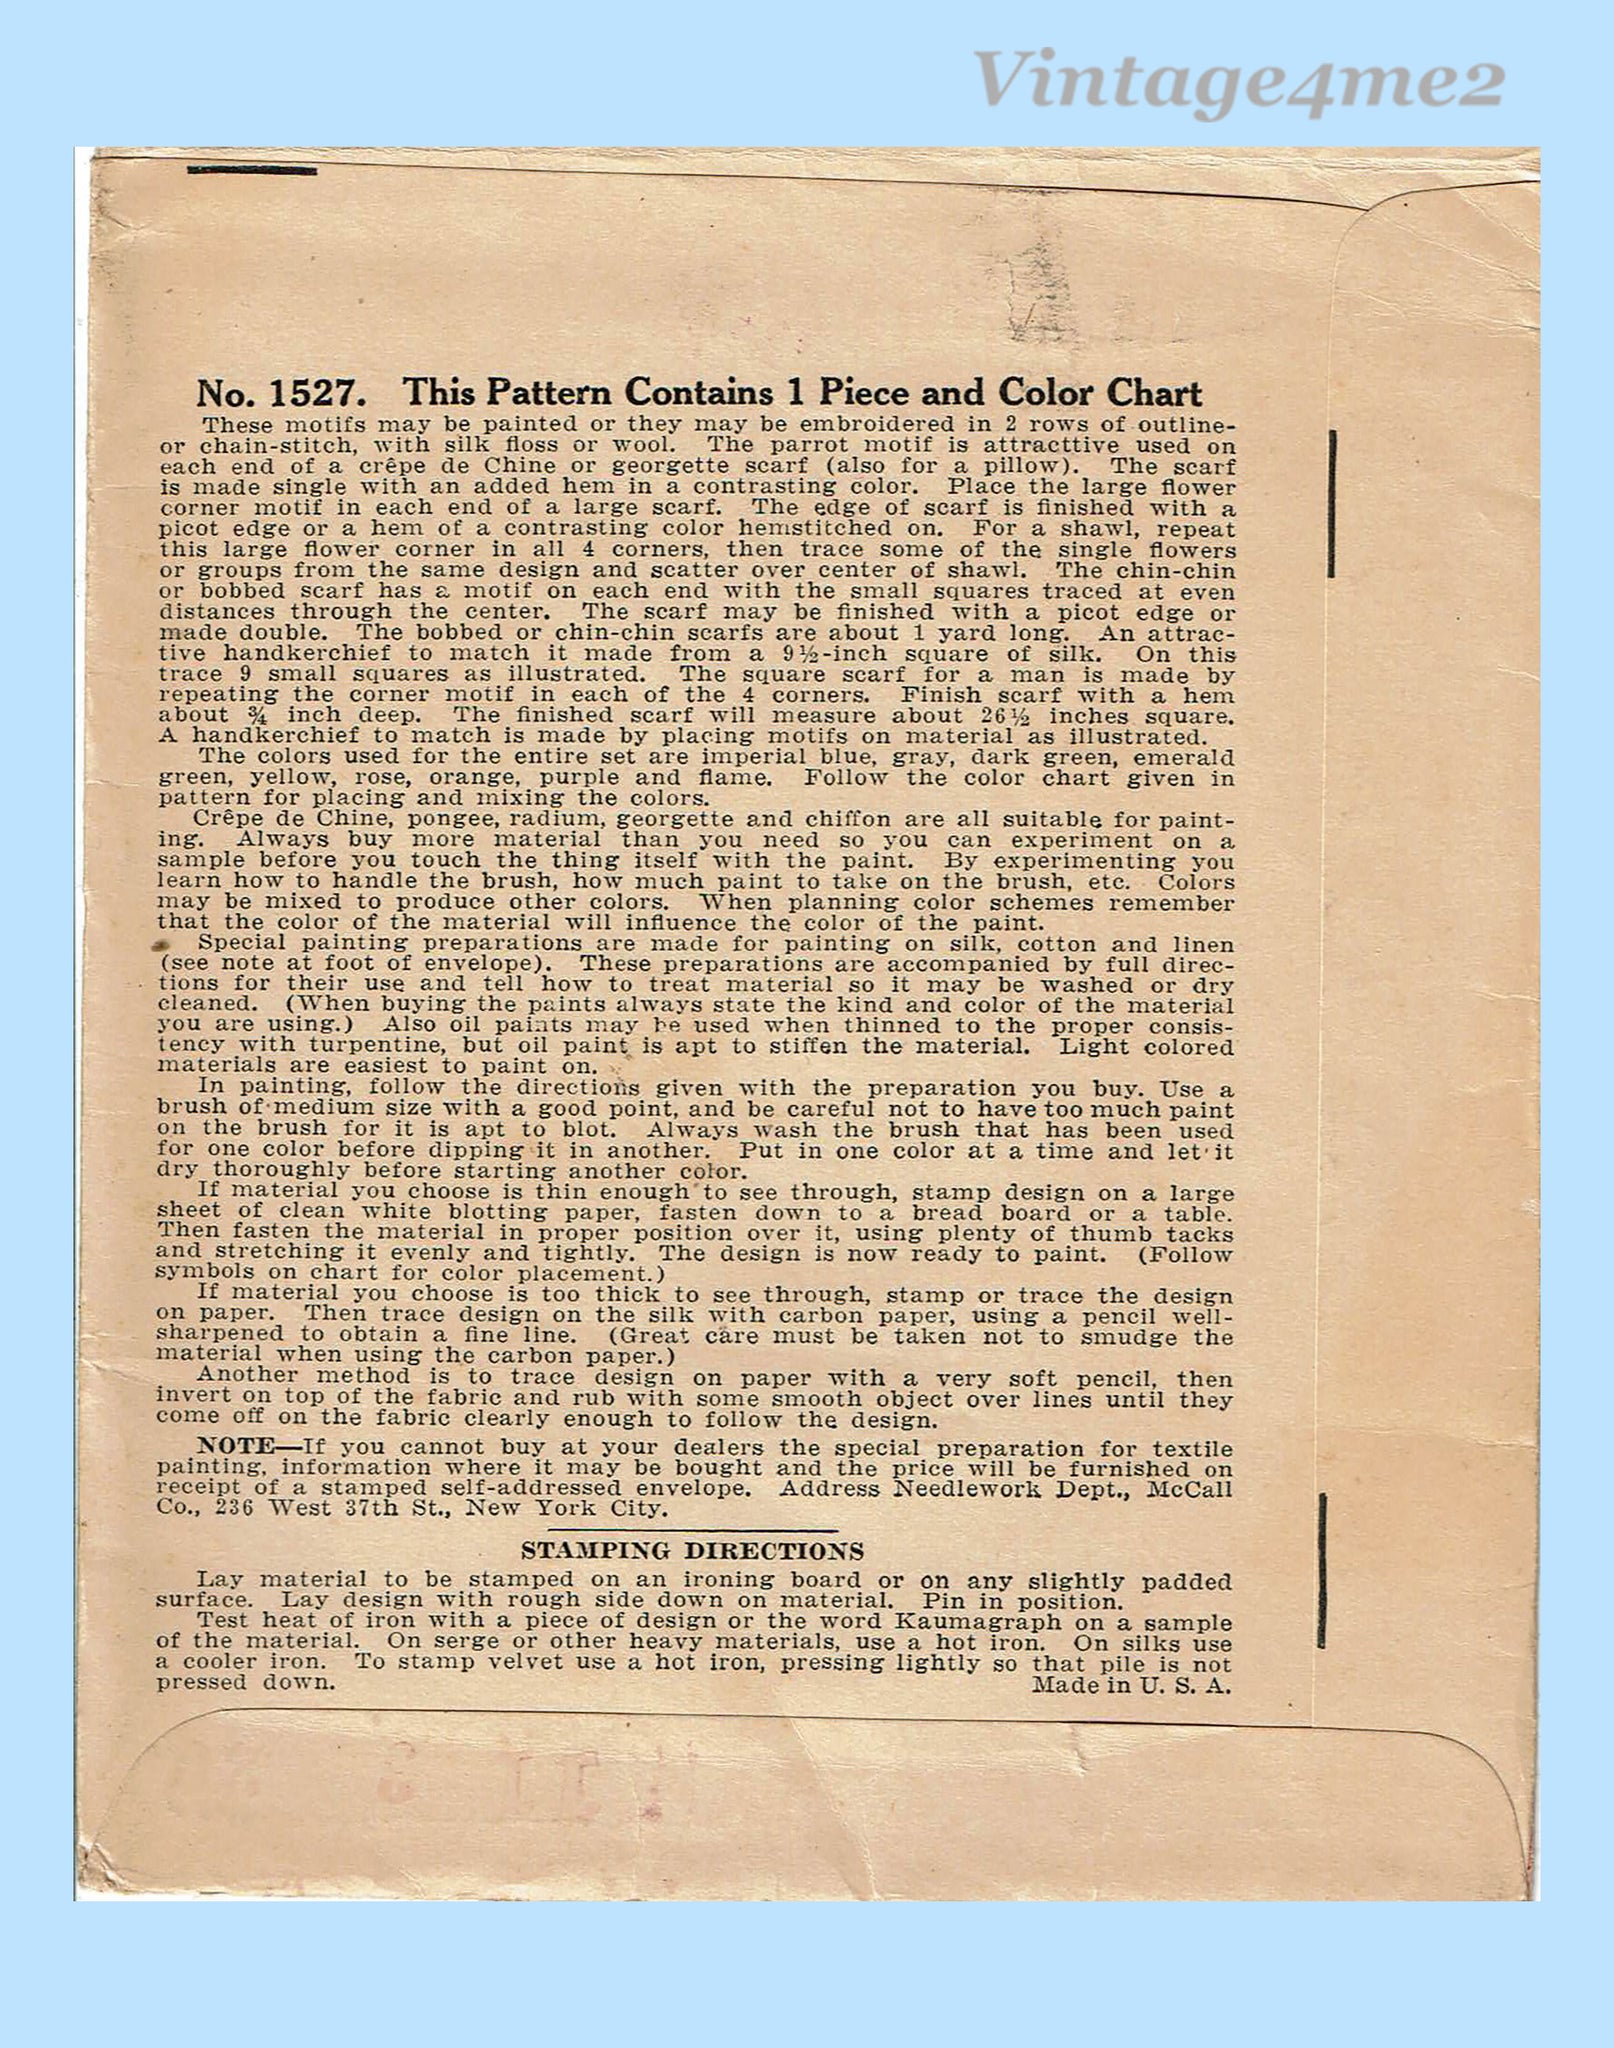 Vintage4me2
No. 1527. This Pattern Contains 1 Piece and Color Chart
These motifs may be painted or they may be embroidered in 2 rows of outline-
or chain-stitch, with silk floss or wool. The parrot motif is attracttive used on
each end of a crêpe de Chine or georgette scarf (also for a pillow). The scarf
is made single with an added hem in a contrasting color. Place the large flower
corner motif in each end of a large scarf. The edge of scarf is finished with a
picot edge or a hem of a contrasting color hemstitched on. For a shawl, repeat
this large flower corner in all 4 corners, then trace some of the single flowers
or groups from the same design and scatter over center of shawl. The chin-chin
or bobbed scarf has a motif on each end with the small squares traced at even
distances through the center. The scarf may be finished with a picot edge or
made double. The bobbed or chin-chin scarfs are about 1 yard long. An attrac-
tive handkerchief to match it made from a 9½-inch square of silk. On this
trace 9 small squares as illustrated. The square scarf for a man is made by
repeating the corner motif in each of the 4 corners. Finish scarf with a hem
about ¾ inch deep. The finished scarf will measure about 26½ inches square.
A handkerchief to match is made by placing motifs on material as illustrated.
The colors used for the entire set are imperial blue, gray, dark green, emerald
green, yellow, rose, orange, purple and flame. Follow the color chart given in
pattern for placing and mixing the colors.
Crêpe de Chine, pongee, radium, georgette and chiffon are all suitable for paint-
ing. Always buy more material than you need so you can experiment on a
sample before you touch the thing itself with the paint. By experimenting you
learn how to handle the brush, how much paint to take on the brush, etc. Colors
may be mixed to produce other colors. When planning color schemes remember
that the color of the material will influence the color of the paint.
Special painting preparations are made for painting on silk, cotton and linen
(see note at foot of envelope). These preparations are accompanied by full direc-
tions for their use and tell how to treat material so it may be washed or dry
cleaned. (When buying the paints always state the kind and color of the material
you are using.) Also oil paints may be used when thinned to the proper consis-
tency with turpentine, but oil paint is apt to stiffen the material. Light colored
materials are easiest to paint on.
In painting, follow the directions given with the preparation you buy. Use a
brush of medium size with a good point, and be careful not to have too much paint
on the brush for it is apt to blot. Always wash the brush that has been used
for one color before dipping it in another. Put in one color at a time and let it
dry thoroughly before starting another color.
If material you choose is thin enough to see through, stamp design on a large
sheet of clean white blotting paper, fasten down to a bread board or a table.
Then fasten the material in proper position over it, using plenty of thumb tacks
and stretching it evenly and tightly. The design is now ready to paint. (Follow
symbols on chart for color placement.)
If material you choose is too thick to see through, stamp or trace the design
on paper. Then trace design on the silk with carbon paper, using a pencil well-
sharpened to obtain a fine line. (Great care must be taken not to smudge the
material when using the carbon paper.)
Another method is to trace design on paper with a very soft pencil, then
invert on top of the fabric and rub with some smooth object over lines until they
come off on the fabric clearly enough to follow the design.
NOTE—If you cannot buy at your dealers the special preparation for textile
painting, information where it may be bought and the price will be furnished on
receipt of a stamped self-addressed envelope. Address Needlework Dept., McCall
Co., 236 West 37th St., New York City.
STAMPING DIRECTIONS
Lay material to be stamped on an ironing board or on any slightly padded
surface. Lay design with rough side down on material. Pin in position.
Test heat of iron with a piece of design or the word Kaumagraph on a sample
of the material. On serge or other heavy materials, use a hot iron. On silks use
a cooler iron. To stamp velvet use a hot iron, pressing lightly so that pile is not
pressed down. Made in U. S. A.